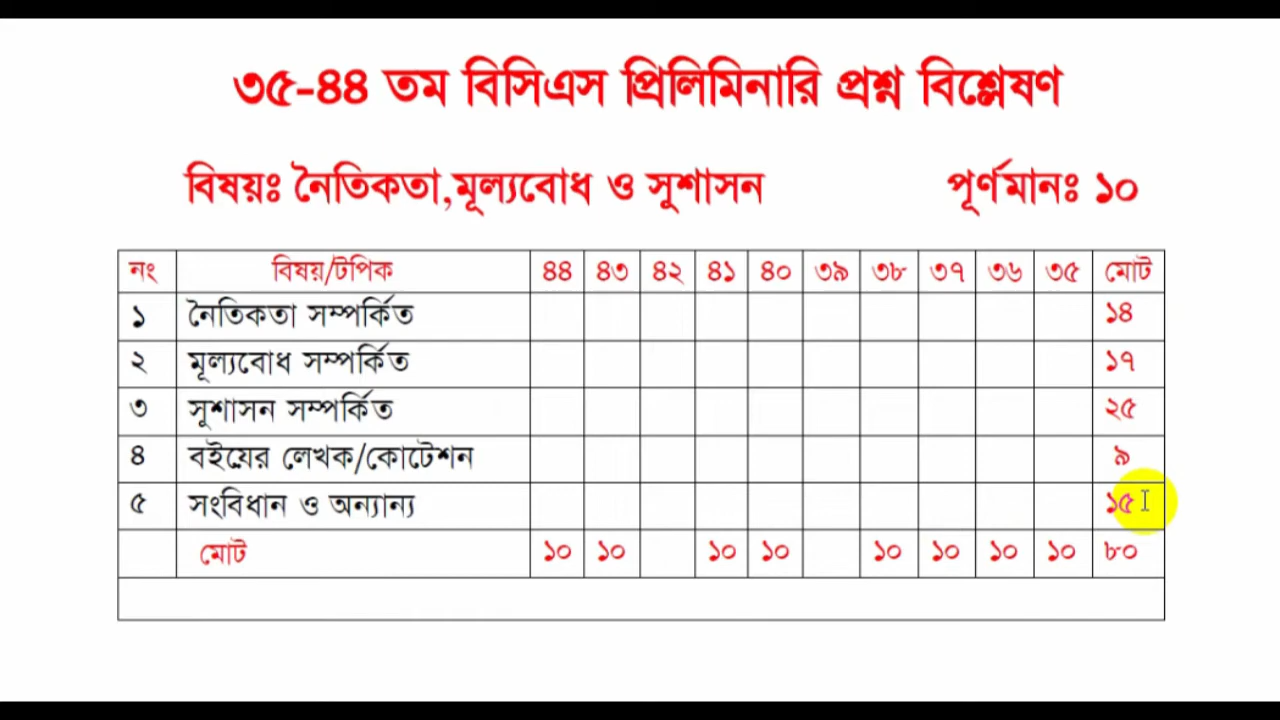 ৩৫-৪৪ তম বিসিএস প্রিলিমিনারি প্রশ্ন বিশ্লেষণ
বিষয়ঃ নৈতিকতা,মূল্যবোধ ও সুশাসন পূর্ণমানঃ ১০
নং বিষয়/টপিক ৪৪ ৪৩ ৪২ ৪১ ৪০ ৩৯ ৩৮ ৩৭ ৩৬ ৩৫ মোট
১ নৈতিকতা সম্পর্কিত ১৪
২ মূল্যবোধ সম্পর্কিত ১৭
৩ সুশাসন সম্পর্কিত ২৫
৪ বইয়ের লেখক/কোটেশন ৯
৫ সংবিধান ও অন্যান্য ১৫
মোট ১০ ১০ ১০ ১০ ১০ ১০ ১০ ১০ ৮০